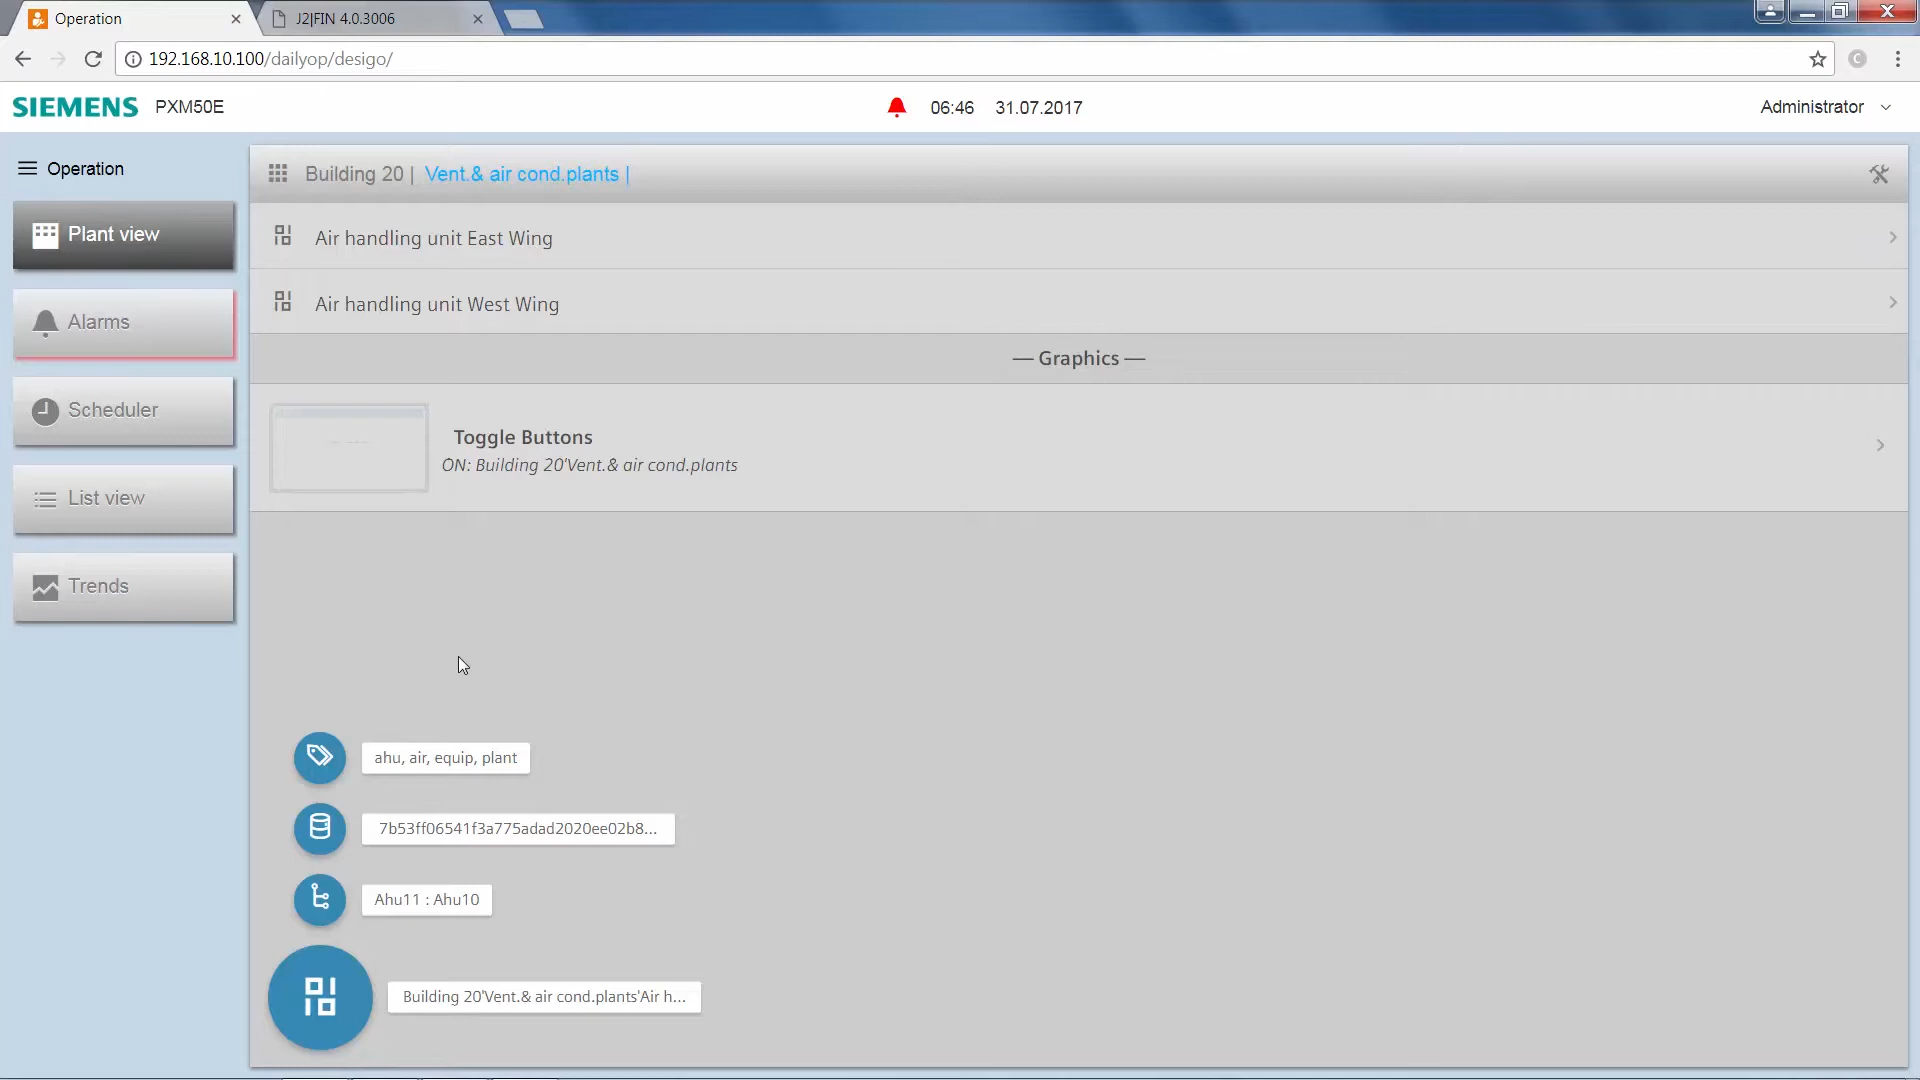 Operation
J2|FIN 4.0.3006
192.168.10.100/dailyop/desigo/
SIEMENS PXM50E
06:46 31.07.2017
Administrator
Operation
Plant view
Alarms
Scheduler
List view
Trends
Building 20 | Vent.& air cond.plants |
Air handling unit East Wing
Air handling unit West Wing
— Graphics —
Toggle Buttons
ON: Building 20'Vent.& air cond.plants
ahu, air, equip, plant
7b53ff06541f3a775adad2020ee02b8...
Ahu11 : Ahu10
Building 20'Vent.& air cond.plants'Air h...